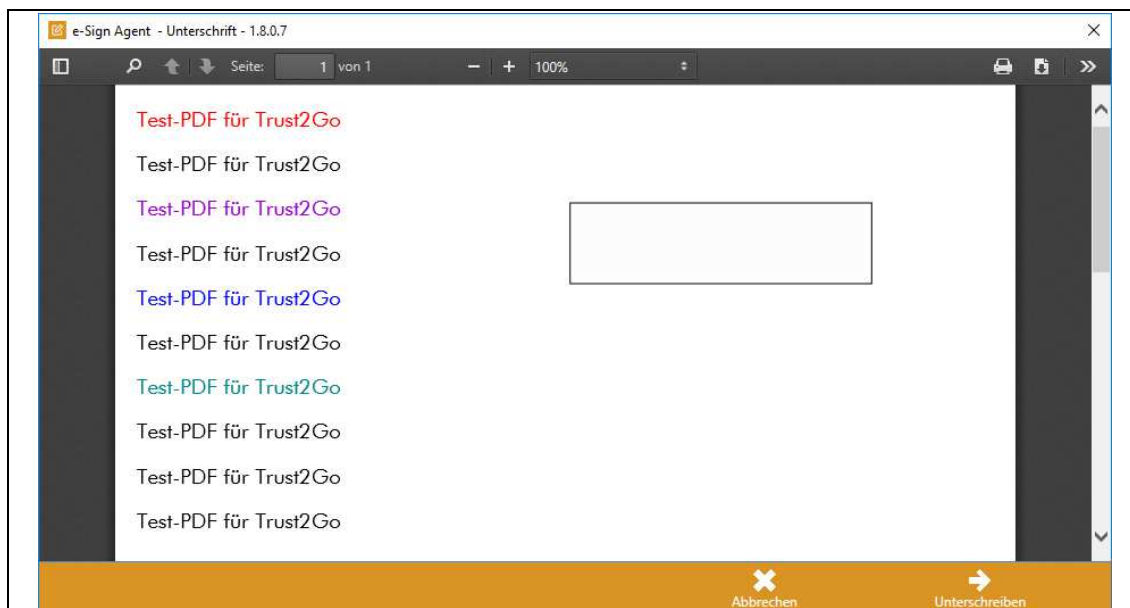 e-Sign Agent - Unterschrift - 1.8.0.7
Seite: 1 von 1 100%
Test-PDF für Trust2Go
Test-PDF für Trust2Go
Test-PDF für Trust2Go
Test-PDF für Trust2Go
Test-PDF für Trust2Go
Test-PDF für Trust2Go
Test-PDF für Trust2Go
Test-PDF für Trust2Go
Test-PDF für Trust2Go
Test-PDF für Trust2Go
Abbrechen Unterschreiben